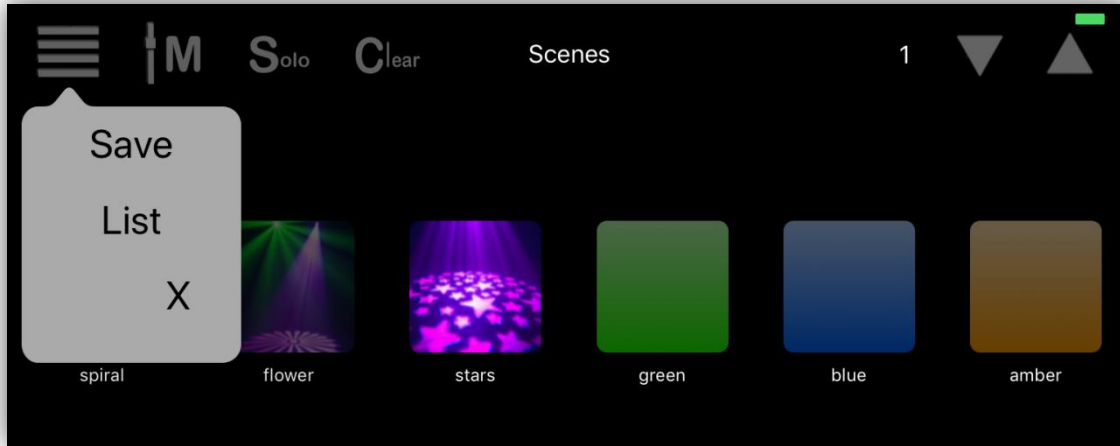 M Solo Clear Scenes 1
Save
List
X
spiral flower stars green blue amber